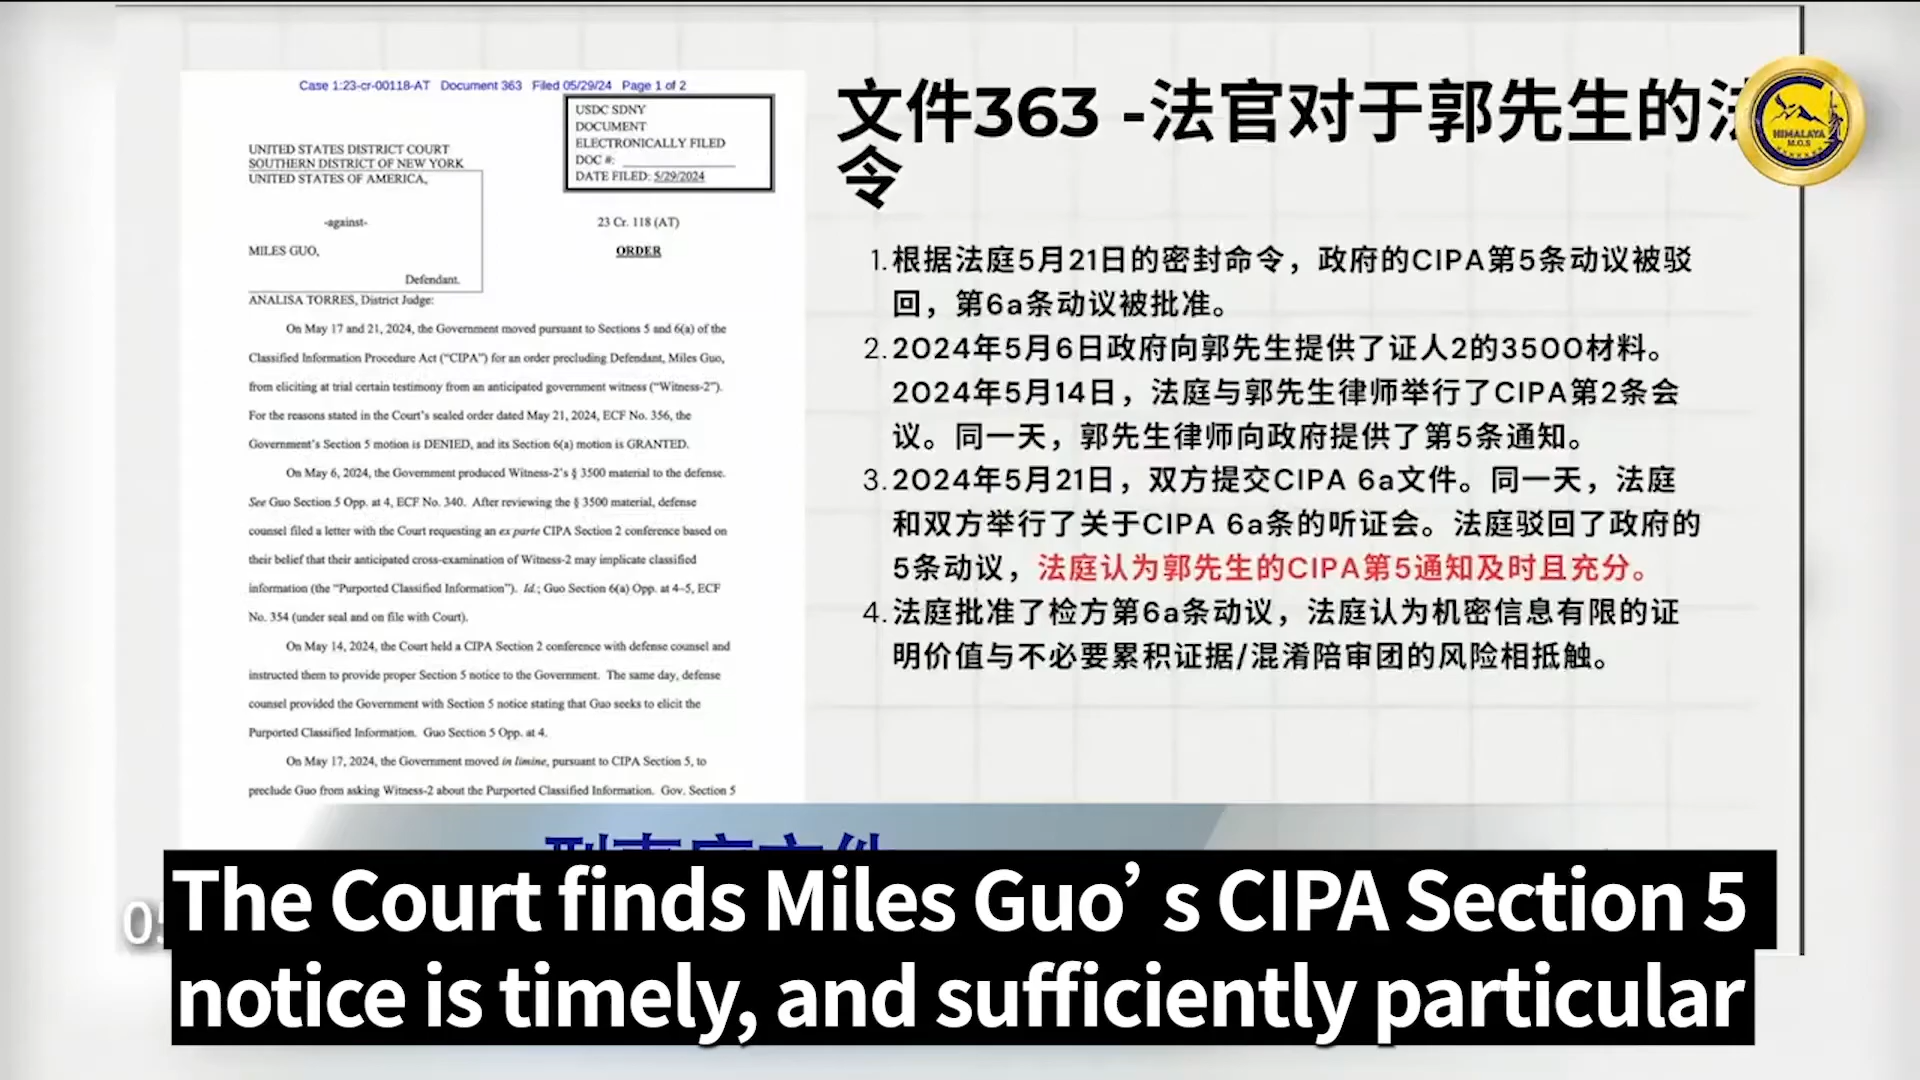 Case 1:23-cr-00118-AT Document 363 Filed 05/29/24 Page 1 of 2
USDC SDNY
DOCUMENT
ELECTRONICALLY FILED
DOC #:
DATE FILED: 5/29/2024
UNITED STATES DISTRICT COURT
SOUTHERN DISTRICT OF NEW YORK
UNITED STATES OF AMERICA,
-against-
23 Cr. 118 (AT)
MILES GUO,
ORDER
Defendant.
ANALISA TORRES, District Judge:
On May 17 and 21, 2024, the Government moved pursuant to Sections 5 and 6(a) of the
Classified Information Procedure Act (“CIPA”) for an order precluding Defendant, Miles Guo,
from eliciting at trial certain testimony from an anticipated government witness (“Witness-2”).
For the reasons stated in the Court’s sealed order dated May 21, 2024, ECF No. 356, the
Government’s Section 5 motion is DENIED, and its Section 6(a) motion is GRANTED.
On May 6, 2024, the Government produced Witness-2’s § 3500 material to the defense.
See Guo Section 5 Opp. at 4, ECF No. 340. After reviewing the § 3500 material, defense
counsel filed a letter with the Court requesting an ex parte CIPA Section 2 conference based on
their belief that their anticipated cross-examination of Witness-2 may implicate classified
information (the “Purported Classified Information”). Id.; Guo Section 6(a) Opp. at 4–5, ECF
No. 354 (under seal and on file with Court).
On May 14, 2024, the Court held a CIPA Section 2 conference with defense counsel and
instructed them to provide proper Section 5 notice to the Government. The same day, defense
counsel provided the Government with Section 5 notice stating that Guo seeks to elicit the
Purported Classified Information. Guo Section 5 Opp. at 4.
On May 17, 2024, the Government moved in limine, pursuant to CIPA Section 5, to
preclude Guo from asking Witness-2 about the Purported Classified Information. Gov. Section 5
文件363 -法官对于郭先生的法
令
HIMALAYA
M.O.S
1. 根据法庭5月21日的密封命令，政府的CIPA第5条动议被驳
回，第6a条动议被批准。
2. 2024年5月6日政府向郭先生提供了证人2的3500材料。
2024年5月14日，法庭与郭先生律师举行了CIPA第2条会
议。同一天，郭先生律师向政府提供了第5条通知。
3. 2024年5月21日，双方提交CIPA 6a文件。同一天，法庭
和双方举行了关于CIPA 6a条的听证会。法庭驳回了政府的
5条动议，法庭认为郭先生的CIPA第5通知及时且充分。
4. 法庭批准了检方第6a条动议，法庭认为机密信息有限的证
明价值与不必要累积证据/混淆陪审团的风险相抵触。
The Court finds Miles Guo’s CIPA Section 5
notice is timely, and sufficiently particular